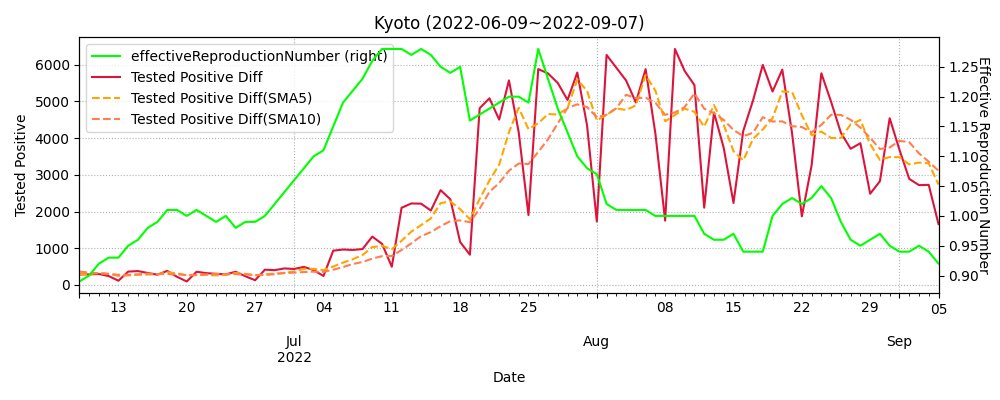 Kyoto (2022-06-09~2022-09-07)
effectiveReproductionNumber (right)
Tested Positive Diff
Tested Positive Diff(SMA5)
Tested Positive Diff(SMA10)
Tested Positive
6000
5000
4000
3000
2000
1000
0
1.25
1.20
1.15
1.10
1.05
1.00
0.95
0.90
Effective Reproduction Number
13 20 27 04 11 18 25 08 15 22 29 05
Jul Aug Sep
2022
Date